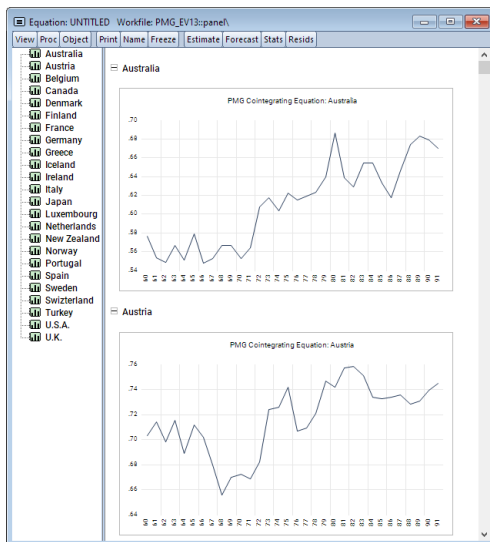 Equation: UNTITLED Workfile: PMG_EV13::panel\
View Proc Object Print Name Freeze Estimate Forecast Stats Resids
Australia
Austria
Belgium
Canada
Denmark
Finland
France
Germany
Greece
Iceland
Ireland
Italy
Japan
Luxembourg
Netherlands
New Zealand
Norway
Portugal
Spain
Sweden
Swizterland
Turkey
U.S.A.
U.K.
Australia
PMG Cointegrating Equation: Australia
.70
.68
.66
.64
.62
.60
.58
.56
.54
60 61 62 63 64 65 66 67 68 69 70 71 72 73 74 75 76 77 78 79 80 81 82 83 84 85 86 87 88 89 90 91
Austria
PMG Cointegrating Equation: Austria
.76
.74
.72
.70
.68
.66
.64
60 61 62 63 64 65 66 67 68 69 70 71 72 73 74 75 76 77 78 79 80 81 82 83 84 85 86 87 88 89 90 91